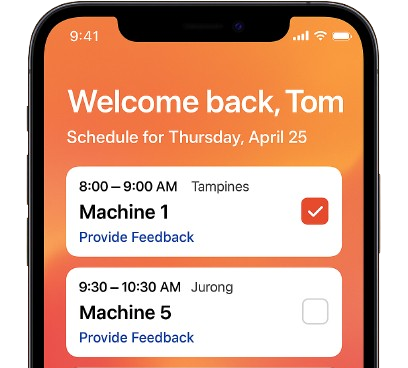 9:41
Welcome back, Tom
Schedule for Thursday, April 25
8:00 – 9:00 AM Tampines
Machine 1
Provide Feedback
9:30 – 10:30 AM Jurong
Machine 5
Provide Feedback